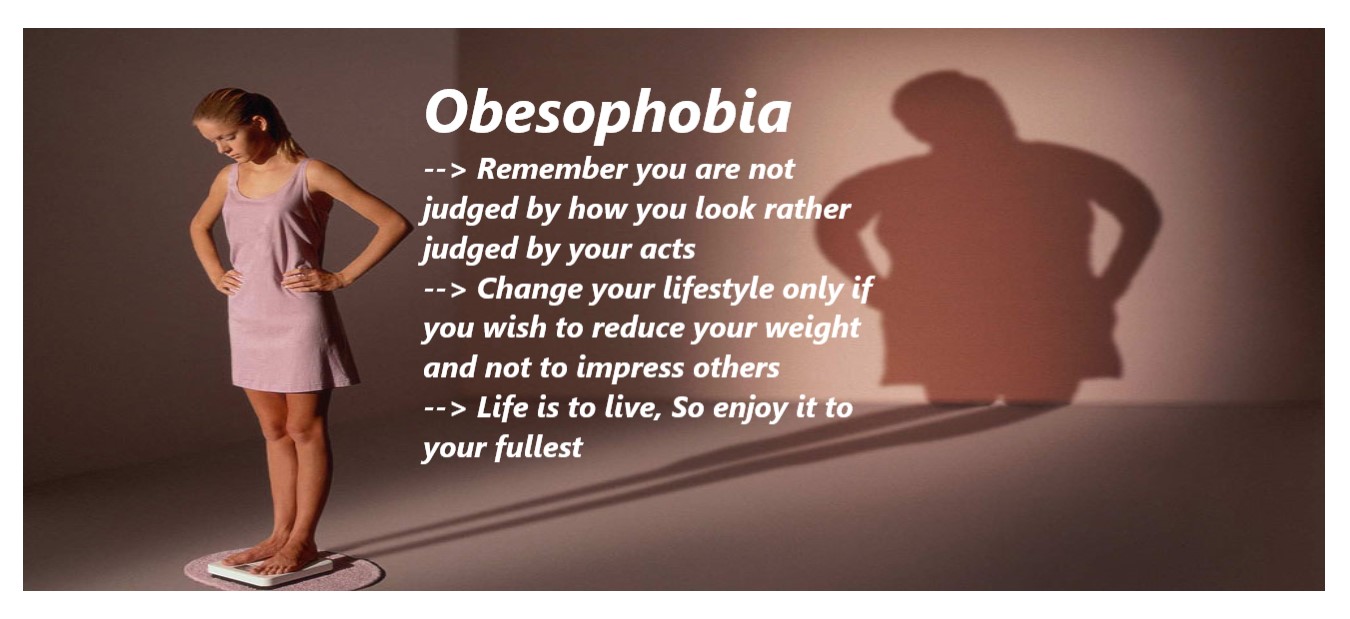 Obesophobia
--> Remember you are not
judged by how you look rather
judged by your acts
--> Change your lifestyle only if
you wish to reduce your weight
and not to impress others
--> Life is to live, So enjoy it to
your fullest